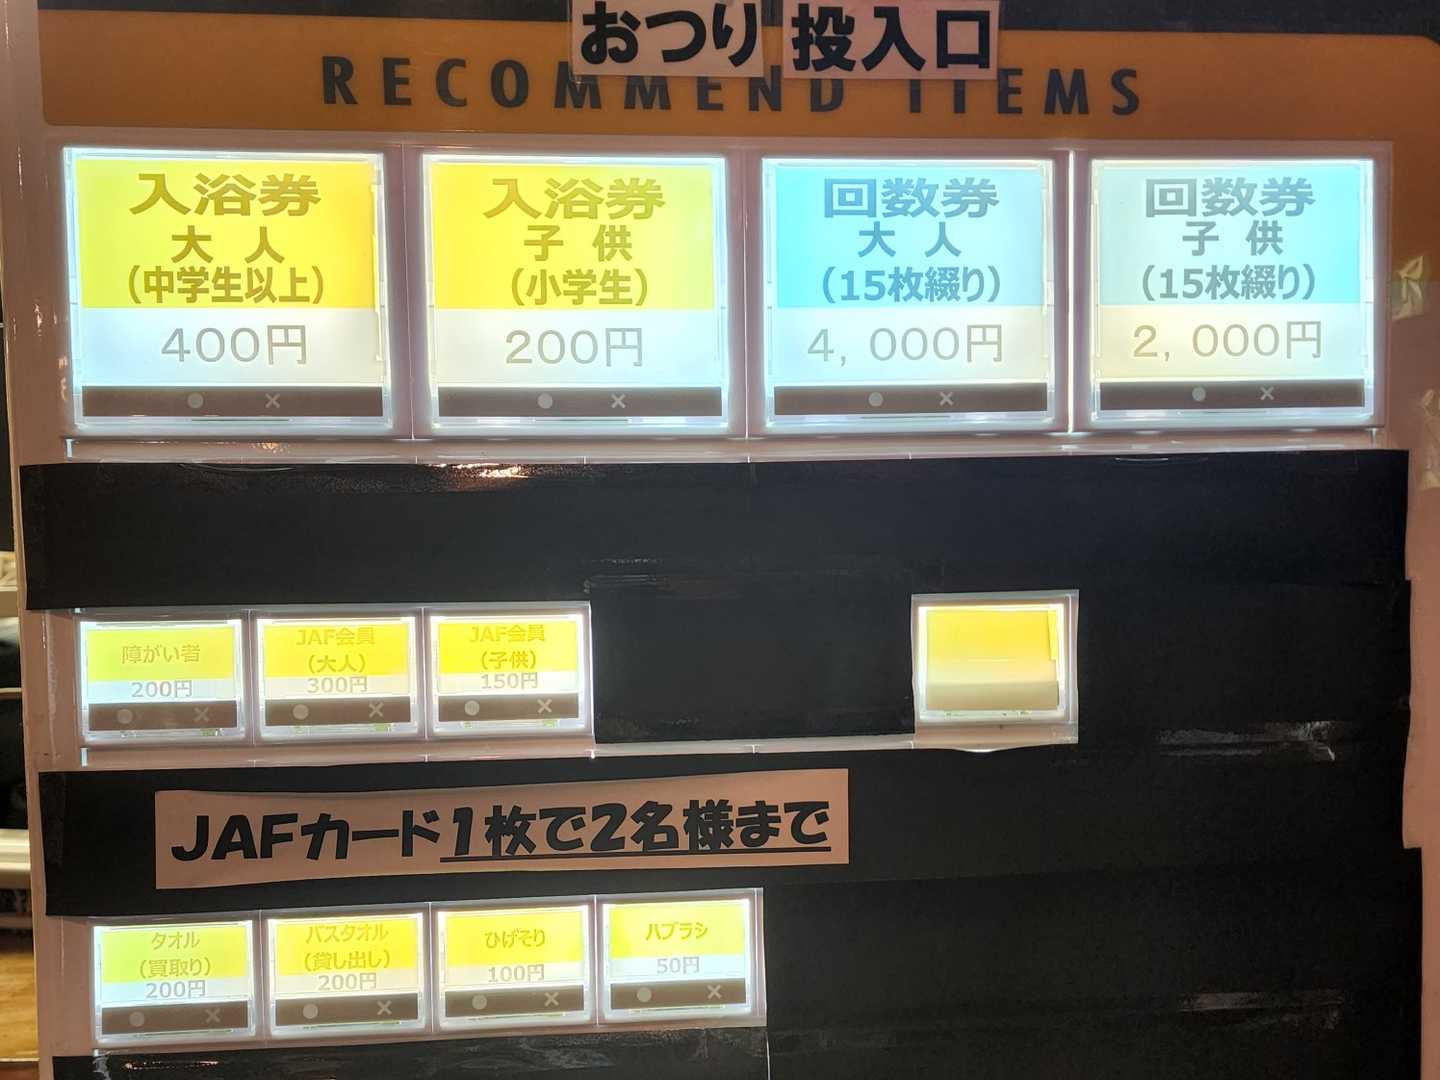 おつり 投入口
RECOMMEND ITEMS
入浴券
大人
(中学生以上)
400円
入浴券
子供
(小学生)
200円
回数券
大人
(15枚綴り)
4,000円
回数券
子供
(15枚綴り)
2,000円
障がい者
200円
JAF会員
(大人)
300円
JAF会員
(子供)
150円
JAFカード1枚で2名様まで
タオル
(買取り)
200円
バスタオル
(貸し出し)
200円
ひげそり
100円
ハブラシ
50円